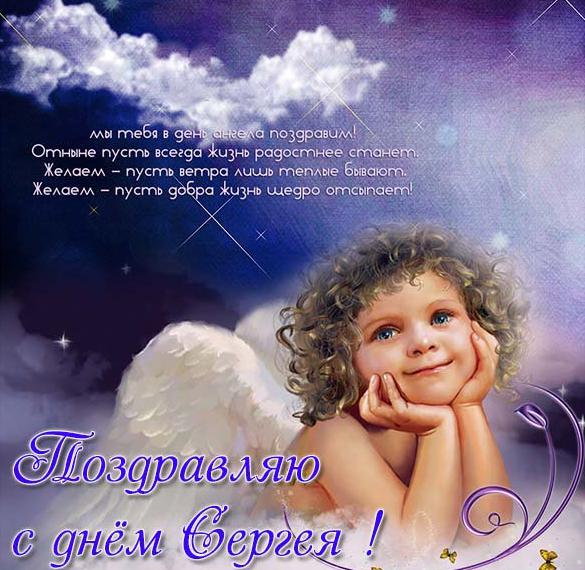 мы тебя в день ангела поздравим!
Отныне пусть всегда жизнь радостнее станет.
Желаем – пусть ветра лишь теплые бывают.
Желаем – пусть добра жизнь щедро отсыпает!
Поздравляю
с днём Сергея !